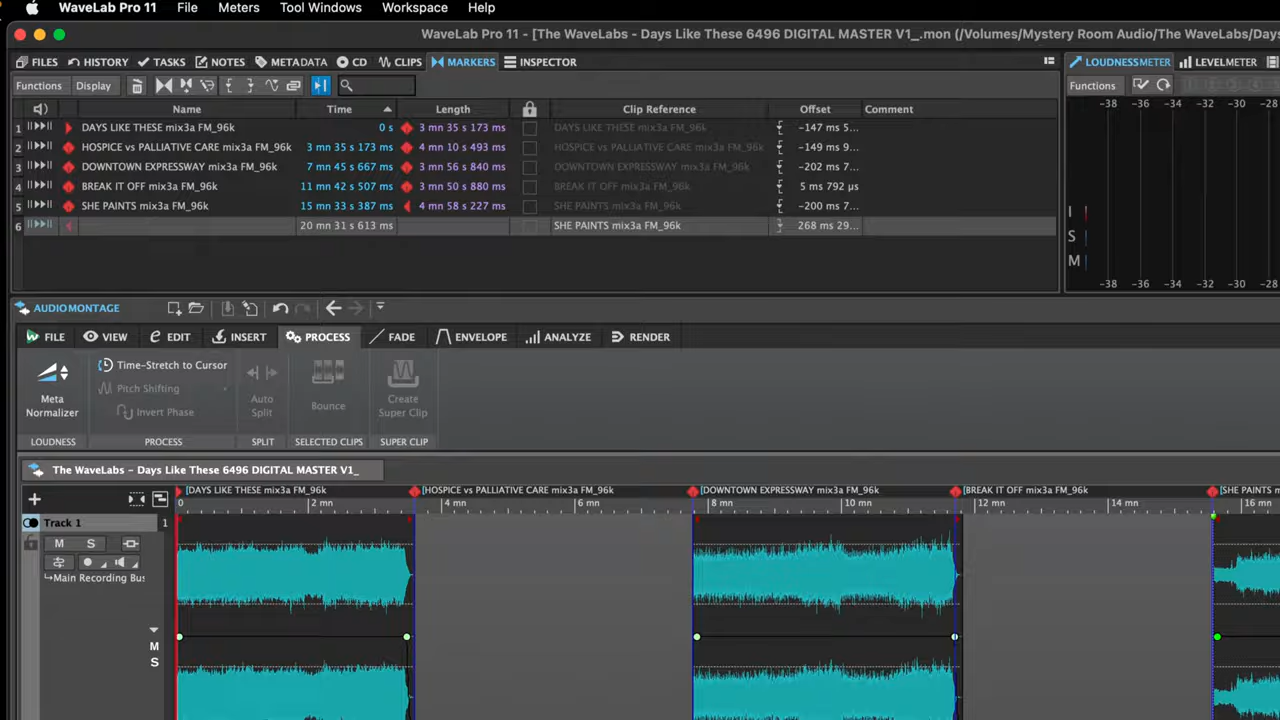 WaveLab Pro 11 File Meters Tool Windows Workspace Help
WaveLab Pro 11 - [The WaveLabs - Days Like These 6496 DIGITAL MASTER V1_.mon (/Volumes/Mystery Room Audio/The WaveLabs/Days
FILES HISTORY TASKS NOTES METADATA CD CLIPS MARKERS INSPECTOR LOUDNESSMETER LEVELMETER
Functions Display Functions
-38 -36 -34 -32 -30 -28
Name Time Length Clip Reference Offset Comment
1 DAYS LIKE THESE mix3a FM_96k 0 s 3 mn 35 s 173 ms DAYS LIKE THESE mix3a FM_96k -147 ms 5...
2 HOSPICE vs PALLIATIVE CARE mix3a FM_96k 3 mn 35 s 173 ms 4 mn 10 s 493 ms HOSPICE vs PALLIATIVE CARE mix3a FM_96k -149 ms 9...
3 DOWNTOWN EXPRESSWAY mix3a FM_96k 7 mn 45 s 667 ms 3 mn 56 s 840 ms DOWNTOWN EXPRESSWAY mix3a FM_96k -202 ms 7...
4 BREAK IT OFF mix3a FM_96k 11 mn 42 s 507 ms 3 mn 50 s 880 ms BREAK IT OFF mix3a FM_96k 5 ms 792 µs
5 SHE PAINTS mix3a FM_96k 15 mn 33 s 387 ms 4 mn 58 s 227 ms SHE PAINTS mix3a FM_96k -200 ms 7...
6 20 mn 31 s 613 ms SHE PAINTS mix3a FM_96k 268 ms 29...
I
S
M
-38 -36 -34 -32 -30 -28
AUDIO MONTAGE
FILE VIEW EDIT INSERT PROCESS FADE ENVELOPE ANALYZE RENDER
Time-Stretch to Cursor
Pitch Shifting
Invert Phase
Meta
Normalizer
Auto
Split
Bounce
Create
Super Clip
LOUDNESS PROCESS SPLIT SELECTED CLIPS SUPER CLIP
The WaveLabs - Days Like These 6496 DIGITAL MASTER V1_
[DAYS LIKE THESE mix3a FM_96k [HOSPICE vs PALLIATIVE CARE mix3a FM_96k [DOWNTOWN EXPRESSWAY mix3a FM_96k [BREAK IT OFF mix3a FM_96k [SHE PAINTS m
0 2 mn 4 mn 8 mn 10 mn 12 mn 14 mn 16 mn
Track 1 1
M S
Main Recording Bus
M
S